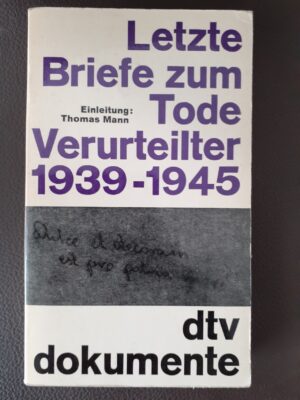 Letzte
Briefe zum
Einleitung:
Thomas Mann
Tode
Verurteilter
1939-1945
Dulce et decorum
est pro patria
dtv
dokumente